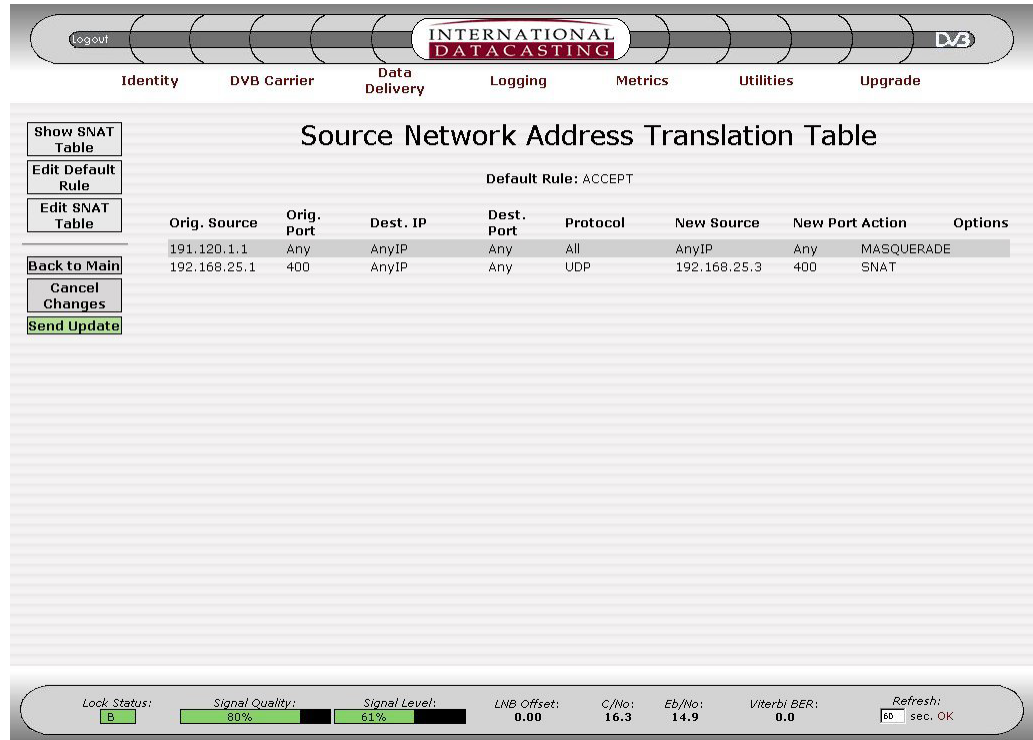 Logout
INTERNATIONAL
DATACASTING
DVB
Identity DVB Carrier Data Delivery Logging Metrics Utilities Upgrade
Show SNAT Table
Edit Default Rule
Edit SNAT Table
Back to Main
Cancel Changes
Send Update
Source Network Address Translation Table
Default Rule: ACCEPT
Orig. Source Orig. Port Dest. IP Dest. Port Protocol New Source New Port Action Options
191.120.1.1 Any AnyIP Any All AnyIP Any MASQUERADE
192.168.25.1 400 AnyIP Any UDP 192.168.25.3 400 SNAT
Lock Status: Signal Quality: Signal Level: LNB Offset: C/No: Eb/No: Viterbi BER: Refresh:
B 80% 61% 0.00 16.3 14.9 0.0 60 sec. OK